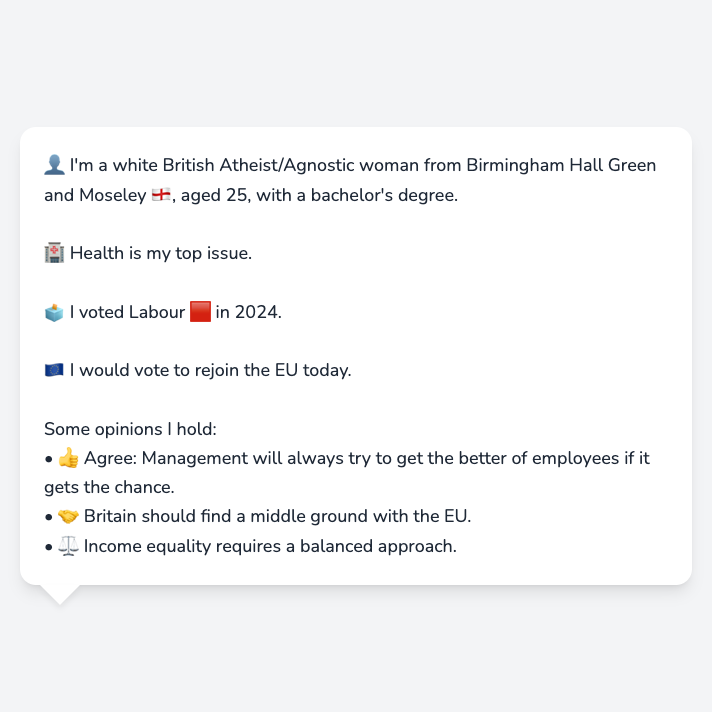 👤 I'm a white British Atheist/Agnostic woman from Birmingham Hall Green
and Moseley 🏴󠁧󠁢󠁥󠁮󠁧󠁿, aged 25, with a bachelor's degree.
🏥 Health is my top issue.
🗳️ I voted Labour 🟥 in 2024.
🇪🇺 I would vote to rejoin the EU today.
Some opinions I hold:
• 👍 Agree: Management will always try to get the better of employees if it
gets the chance.
• 🤝 Britain should find a middle ground with the EU.
• ⚖️ Income equality requires a balanced approach.